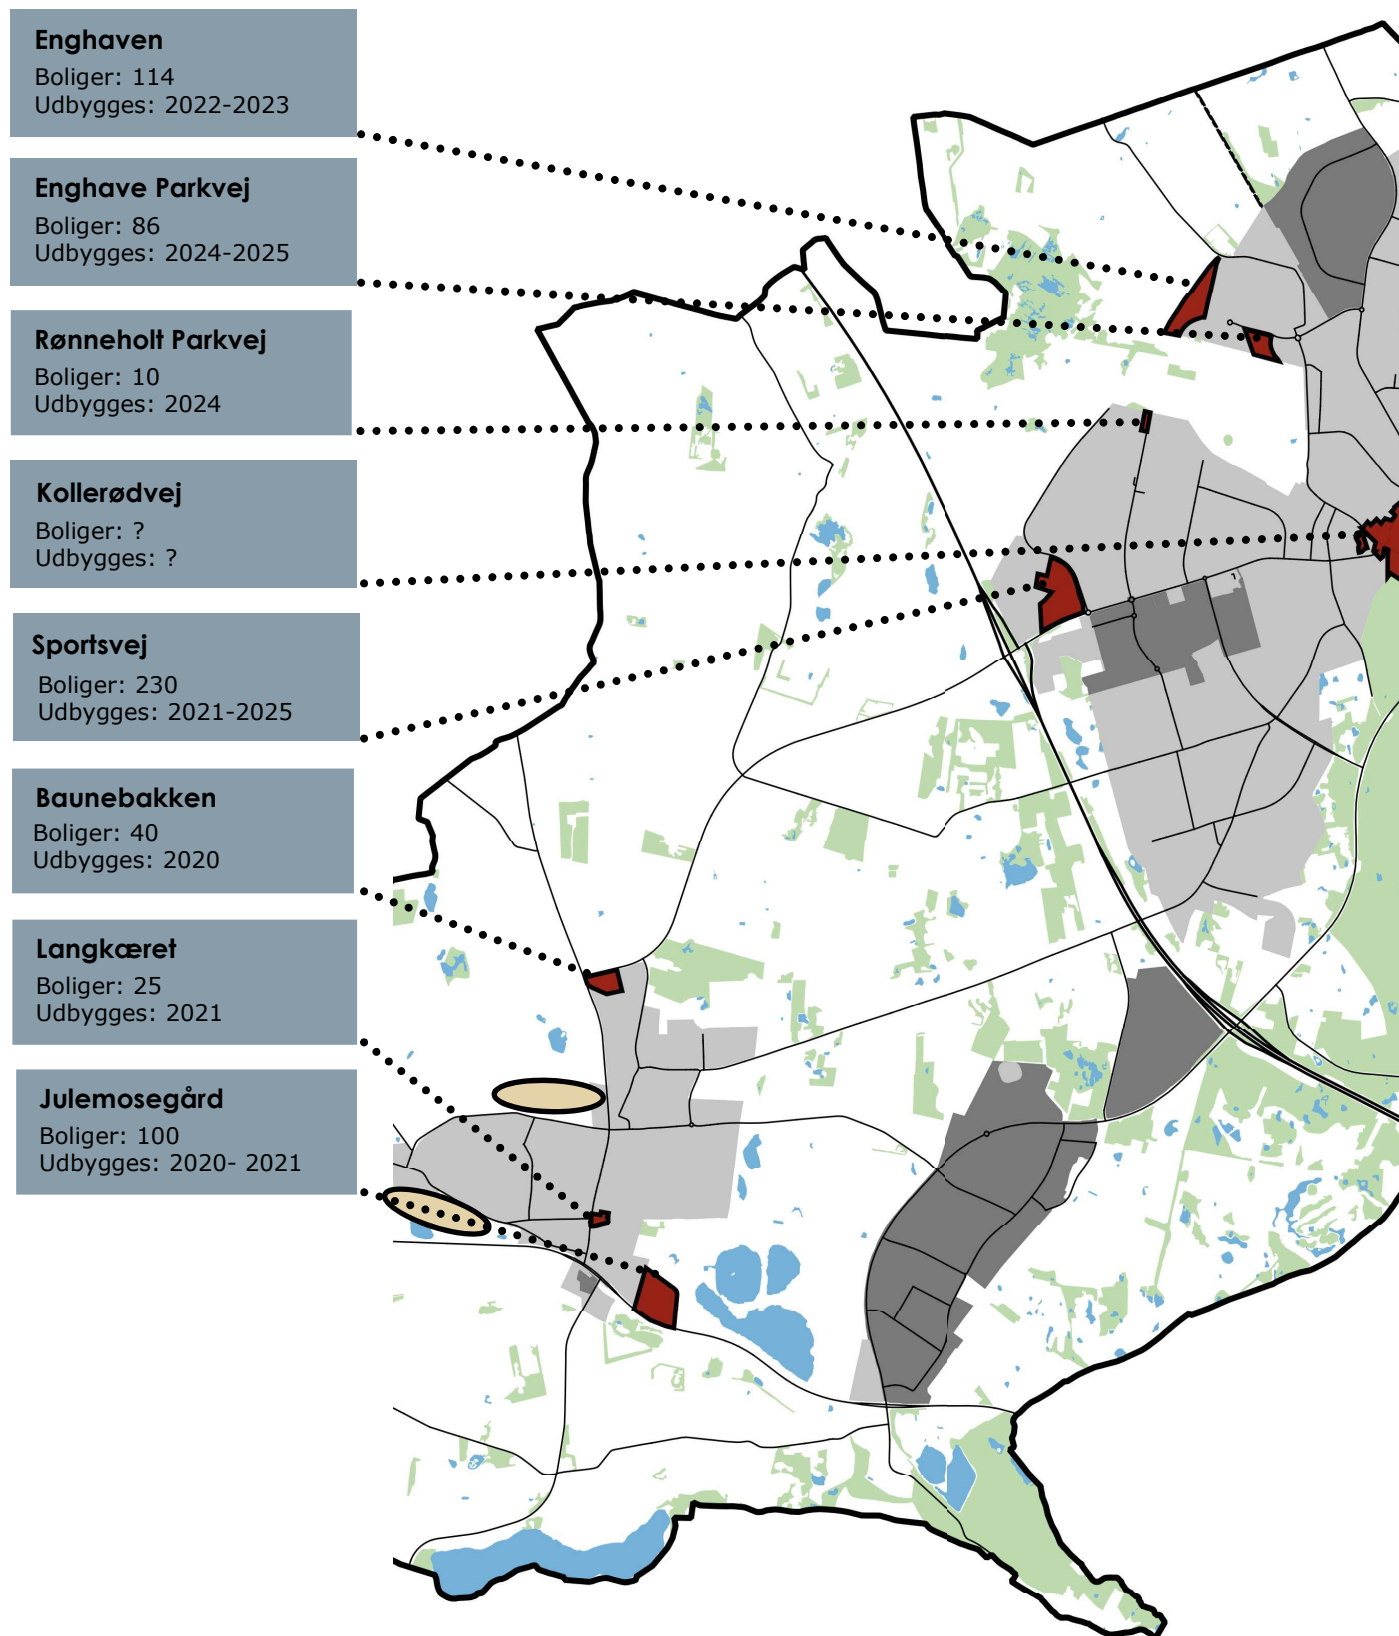 Enghaven
Boliger: 114
Udbygges: 2022-2023
Enghave Parkvej
Boliger: 86
Udbygges: 2024-2025
Rønneholt Parkvej
Boliger: 10
Udbygges: 2024
Kollerødvej
Boliger: ?
Udbygges: ?
Sportsvej
Boliger: 230
Udbygges: 2021-2025
Baunebakken
Boliger: 40
Udbygges: 2020
Langkæret
Boliger: 25
Udbygges: 2021
Julemosegård
Boliger: 100
Udbygges: 2020- 2021